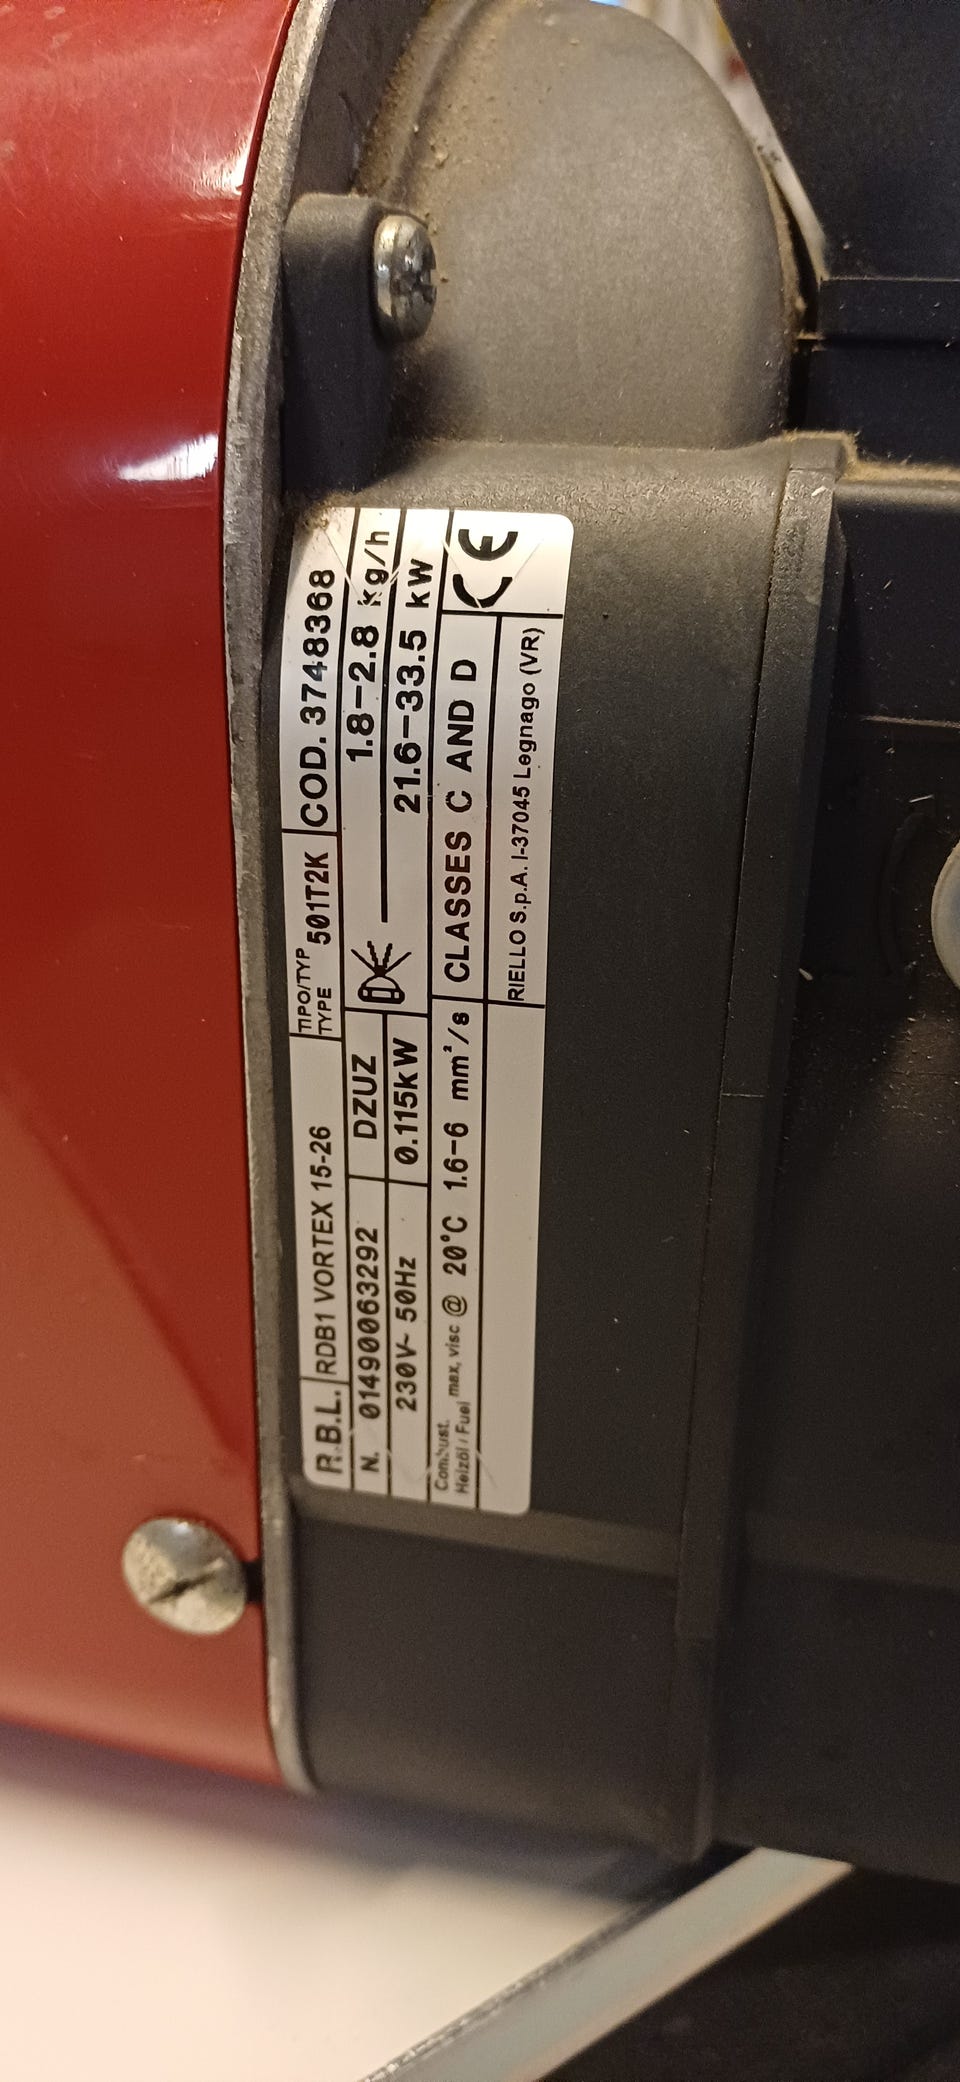 R.B.L. RDB1 VORTEX 15-26 TIPO/TYP TYPE 501T2K COD. 3748368
N. 01490063292 DZUZ 1.8-2.8 kg/h
230V~ 50Hz 0.115kW 21.6-33.5 kW
Combust.
Heizöl / Fuel max, visc @ 20°C 1.6-6 mm²/s CLASSES C AND D
RIELLO S.p.A. I-37045 Legnago (VR)
CE